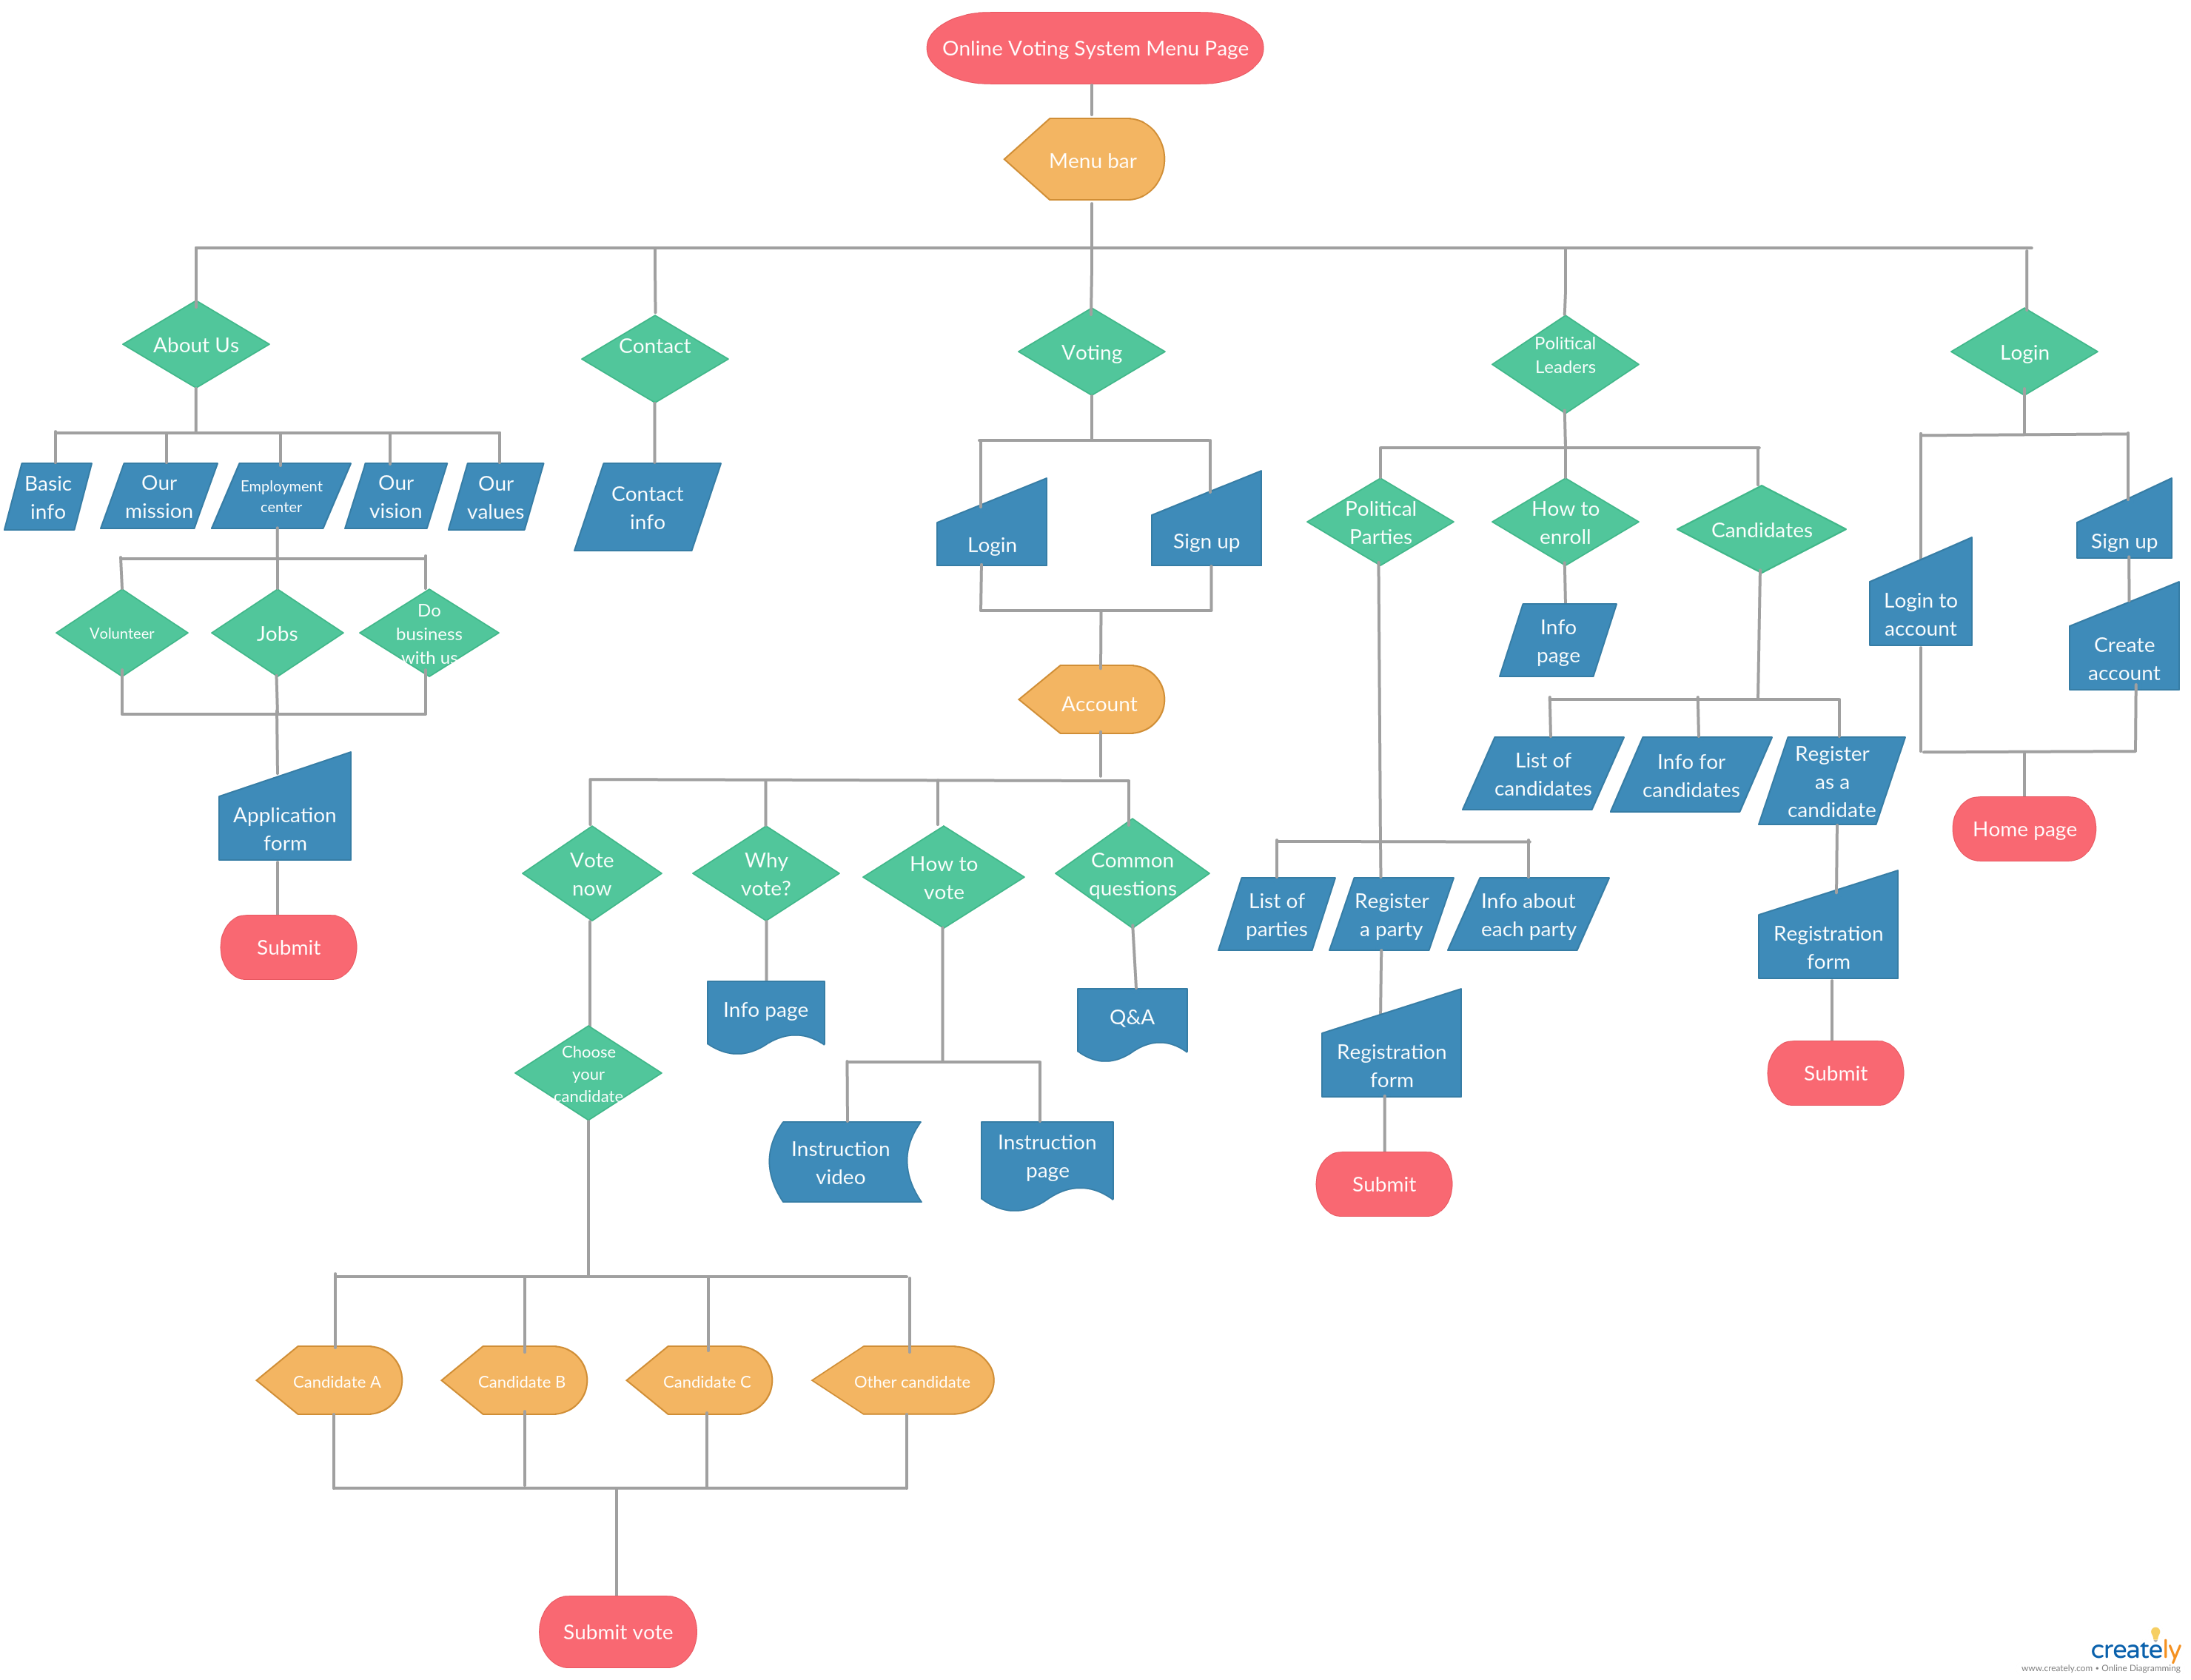 Online Voting System Menu Page
Menu bar
About Us
Contact
Voting
Political
Leaders
Login
Basic
info
Our
mission
Employment
center
Our
vision
Our
values
Contact
info
Login
Sign up
Political
Parties
How to
enroll
Candidates
Login to
account
Sign up
Create
account
Volunteer
Jobs
Do
business
with us
Info
page
Account
Application
form
Submit
List of
candidates
Info for
candidates
Register
as a
candidate
Home page
Vote
now
Why
vote?
How to
vote
Common
questions
List of
parties
Register
a party
Info about
each party
Registration
form
Submit
Info page
Q&A
Registration
form
Submit
Choose
your
candidate
Instruction
video
Instruction
page
Candidate A
Candidate B
Candidate C
Other candidate
Submit vote
creately
www.creately.com • Online Diagramming